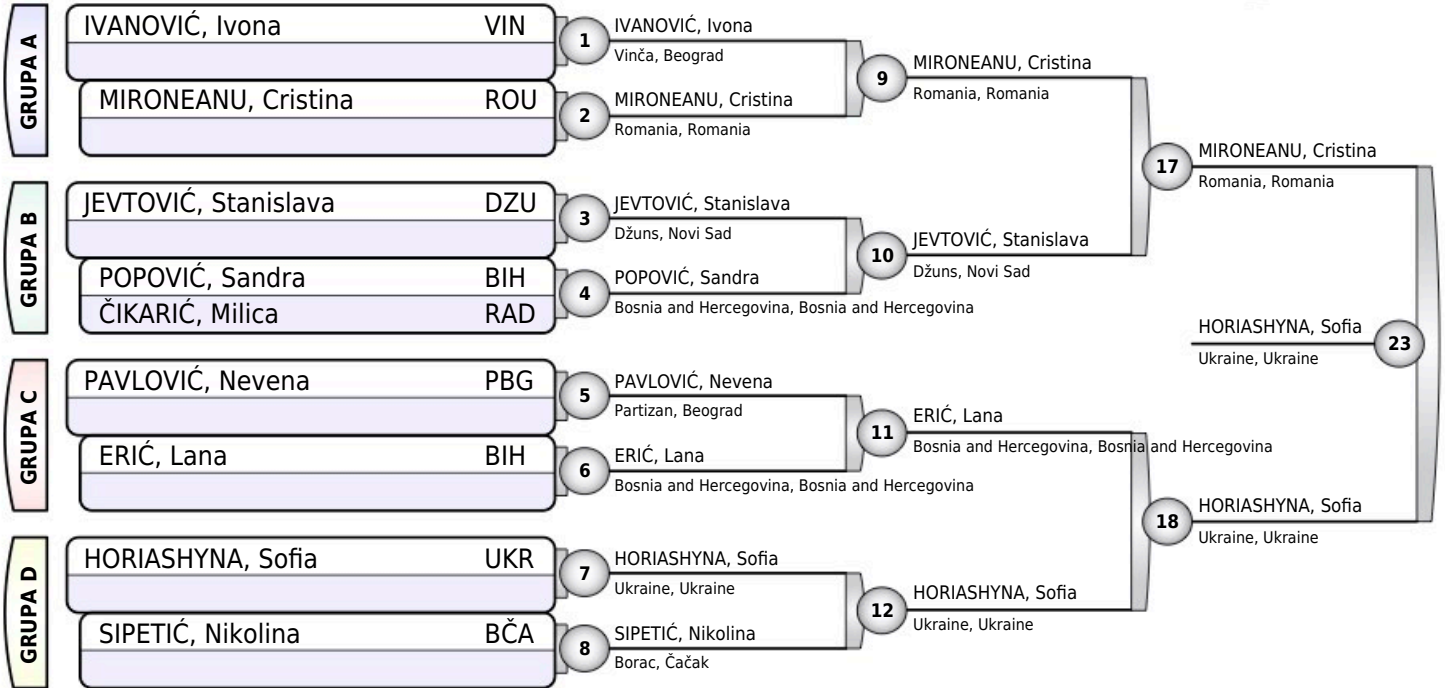 GRUPA A
IVANOVIĆ, Ivona VIN
MIRONEANU, Cristina ROU
GRUPA B
JEVTOVIĆ, Stanislava DZU
POPOVIĆ, Sandra BIH
ČIKARIĆ, Milica RAD
GRUPA C
PAVLOVIĆ, Nevena PBG
ERIĆ, Lana BIH
GRUPA D
HORIASHYNA, Sofia UKR
SIPETIĆ, Nikolina BČA
1
IVANOVIĆ, Ivona
Vinča, Beograd
2
MIRONEANU, Cristina
Romania, Romania
3
JEVTOVIĆ, Stanislava
Džuns, Novi Sad
4
POPOVIĆ, Sandra
Bosnia and Hercegovina, Bosnia and Hercegovina
5
PAVLOVIĆ, Nevena
Partizan, Beograd
6
ERIĆ, Lana
Bosnia and Hercegovina, Bosnia and Hercegovina
7
HORIASHYNA, Sofia
Ukraine, Ukraine
8
SIPETIĆ, Nikolina
Borac, Čačak
9
MIRONEANU, Cristina
Romania, Romania
10
JEVTOVIĆ, Stanislava
Džuns, Novi Sad
11
ERIĆ, Lana
Bosnia and Hercegovina, Bosnia and Hercegovina
12
HORIASHYNA, Sofia
Ukraine, Ukraine
17
MIRONEANU, Cristina
Romania, Romania
18
HORIASHYNA, Sofia
Ukraine, Ukraine
HORIASHYNA, Sofia
Ukraine, Ukraine
23